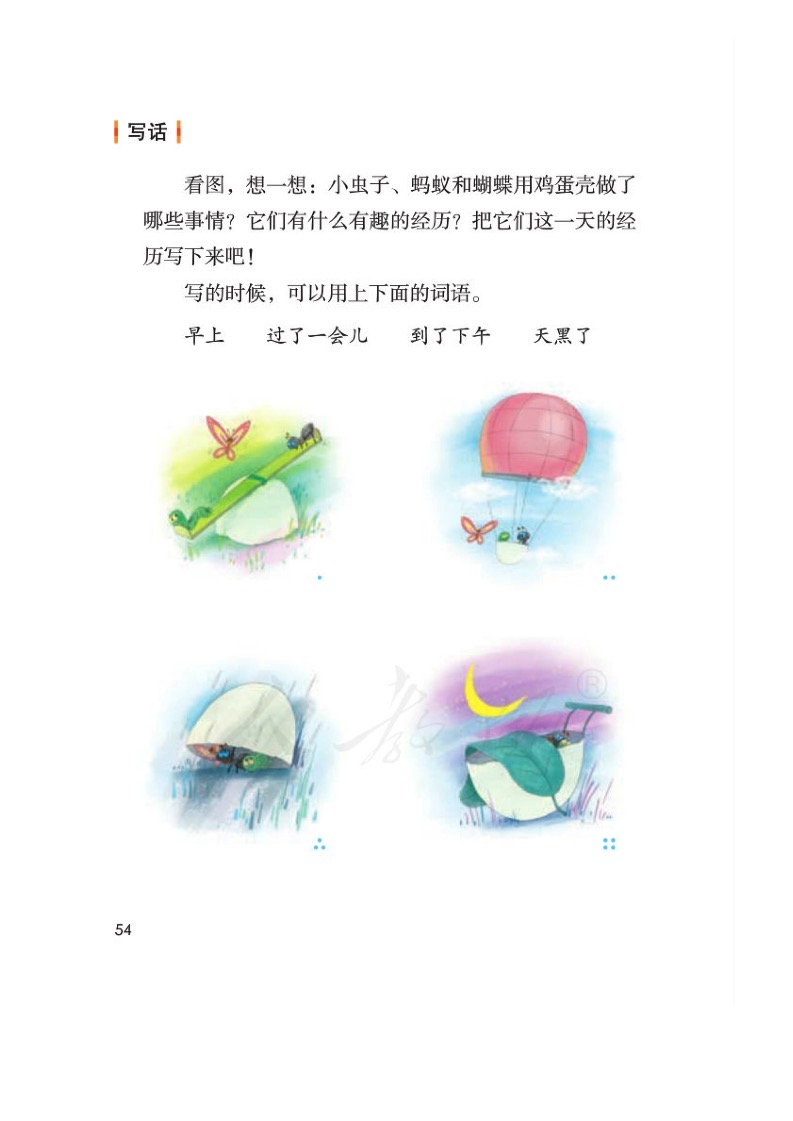 写话
看图，想一想：小虫子、蚂蚁和蝴蝶用鸡蛋壳做了
哪些事情？它们有什么有趣的经历？把它们这一天的经
历写下来吧！
写的时候，可以用上下面的词语。
早上 过了一会儿 到了下午 天黑了
教
®
54